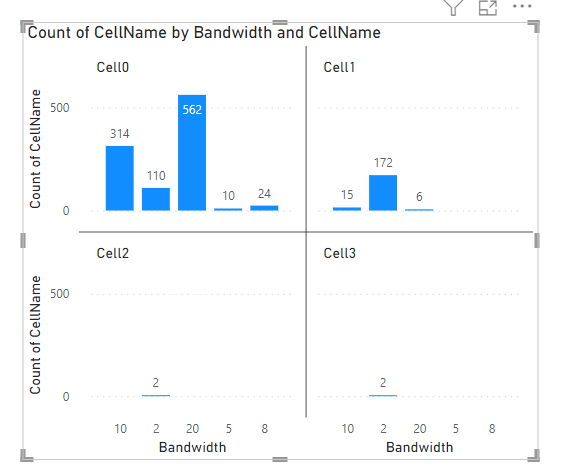 Count of CellName by Bandwidth and CellName
Cell0
Cell1
Count of CellName
500
0
314
110
562
10
24
15
172
6
Cell2
Cell3
Count of CellName
500
0
2
2
10 2 20 5 8
10 2 20 5 8
Bandwidth
Bandwidth